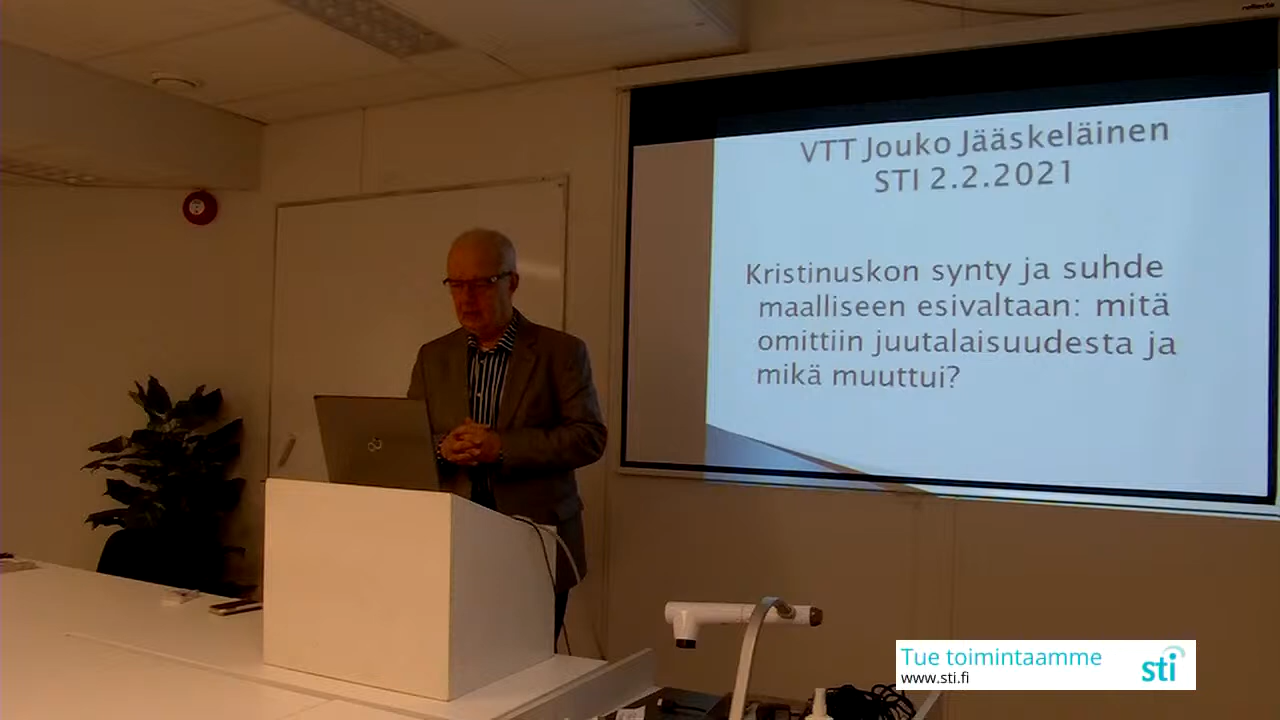 reflecta
VTT Jouko Jääskeläinen
STI 2.2.2021
Kristinuskon synty ja suhde
maalliseen esivaltaan: mitä
omittiin juutalaisuudesta ja
mikä muuttui?
Tue toimintaamme
www.sti.fi
sti